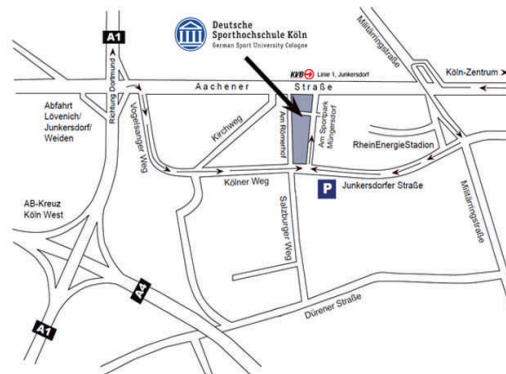 Deutsche
Sporthochschule Köln
German Sport University Cologne
A1
Richtung Dortmund
KVB Linie 1, Junkersdorf
Militärringstraße
Köln-Zentrum
Aachener Straße
Abfahrt
Lövenich/
Junkersdorf/
Weiden
Vogelsanger Weg
Kirchweg
Am Römerhof
Am Sportpark
Müngersdorf
RheinEnergieStadion
Kölner Weg
P
Junkersdorfer Straße
Militärringstraße
AB-Kreuz
Köln West
Salzburger Weg
A4
A1
Dürener Straße